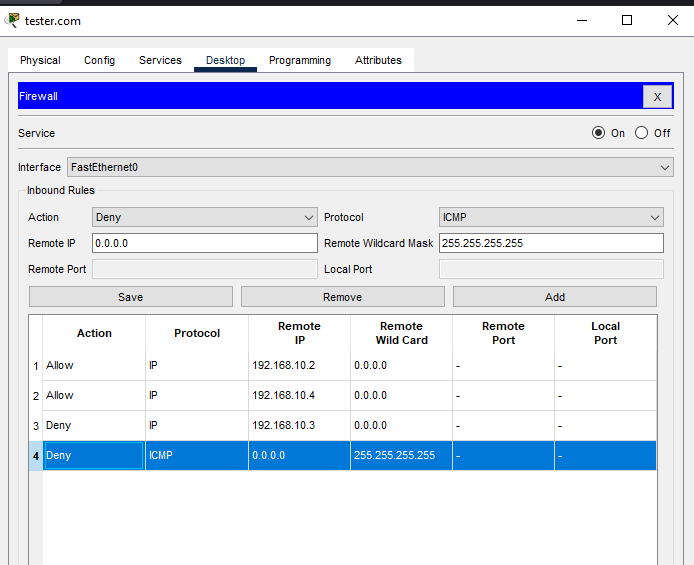 tester.com
Physical Config Services Desktop Programming Attributes
Firewall X
Service On Off
Interface FastEthernet0
Inbound Rules
Action Deny Protocol ICMP
Remote IP 0.0.0.0 Remote Wildcard Mask 255.255.255.255
Remote Port Local Port
Save Remove Add
Action Protocol Remote IP Remote Wild Card Remote Port Local Port
1 Allow IP 192.168.10.2 0.0.0.0 - -
2 Allow IP 192.168.10.4 0.0.0.0 - -
3 Deny IP 192.168.10.3 0.0.0.0 - -
4 Deny ICMP 0.0.0.0 255.255.255.255 - -